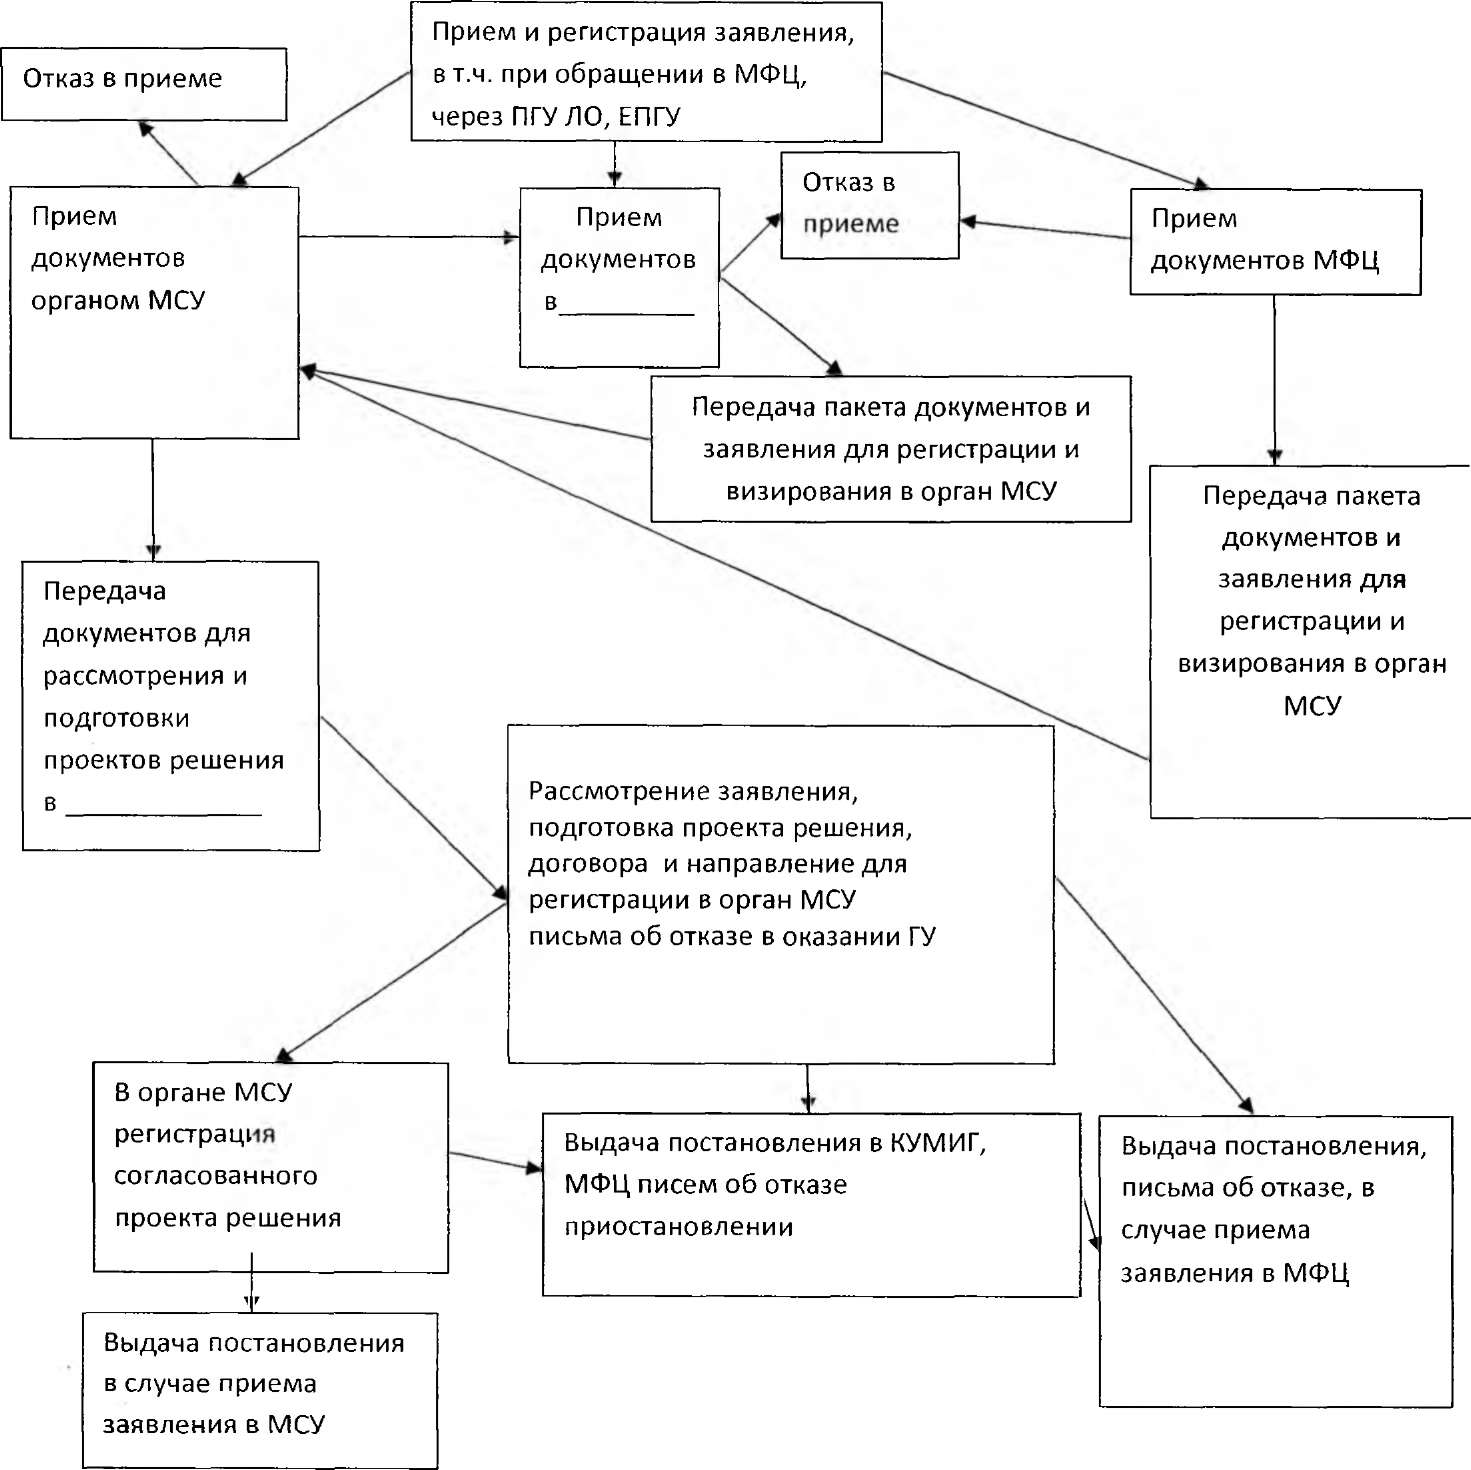 Прием и регистрация заявления,
в т.ч. при обращении в МФЦ,
через ПГУ ЛО, ЕПГУ
Отказ в приеме
Отказ в
приеме
Прием
документов
органом МСУ
Прием
документов
в__________
Прием
документов МФЦ
Передача пакета документов и
заявления для регистрации и
визирования в орган МСУ
Передача пакета
документов и
заявления для
регистрации и
визирования в орган
МСУ
Передача
документов для
рассмотрения и
подготовки
проектов решения
в ______________
Рассмотрение заявления,
подготовка проекта решения,
договора и направление для
регистрации в орган МСУ
письма об отказе в оказании ГУ
В органе МСУ
регистрация
согласованного
проекта решения
Выдача постановления в КУМИГ,
МФЦ писем об отказе
приостановлении
Выдача постановления,
письма об отказе, в
случае приема
заявления в МФЦ
Выдача постановления
в случае приема
заявления в МСУ